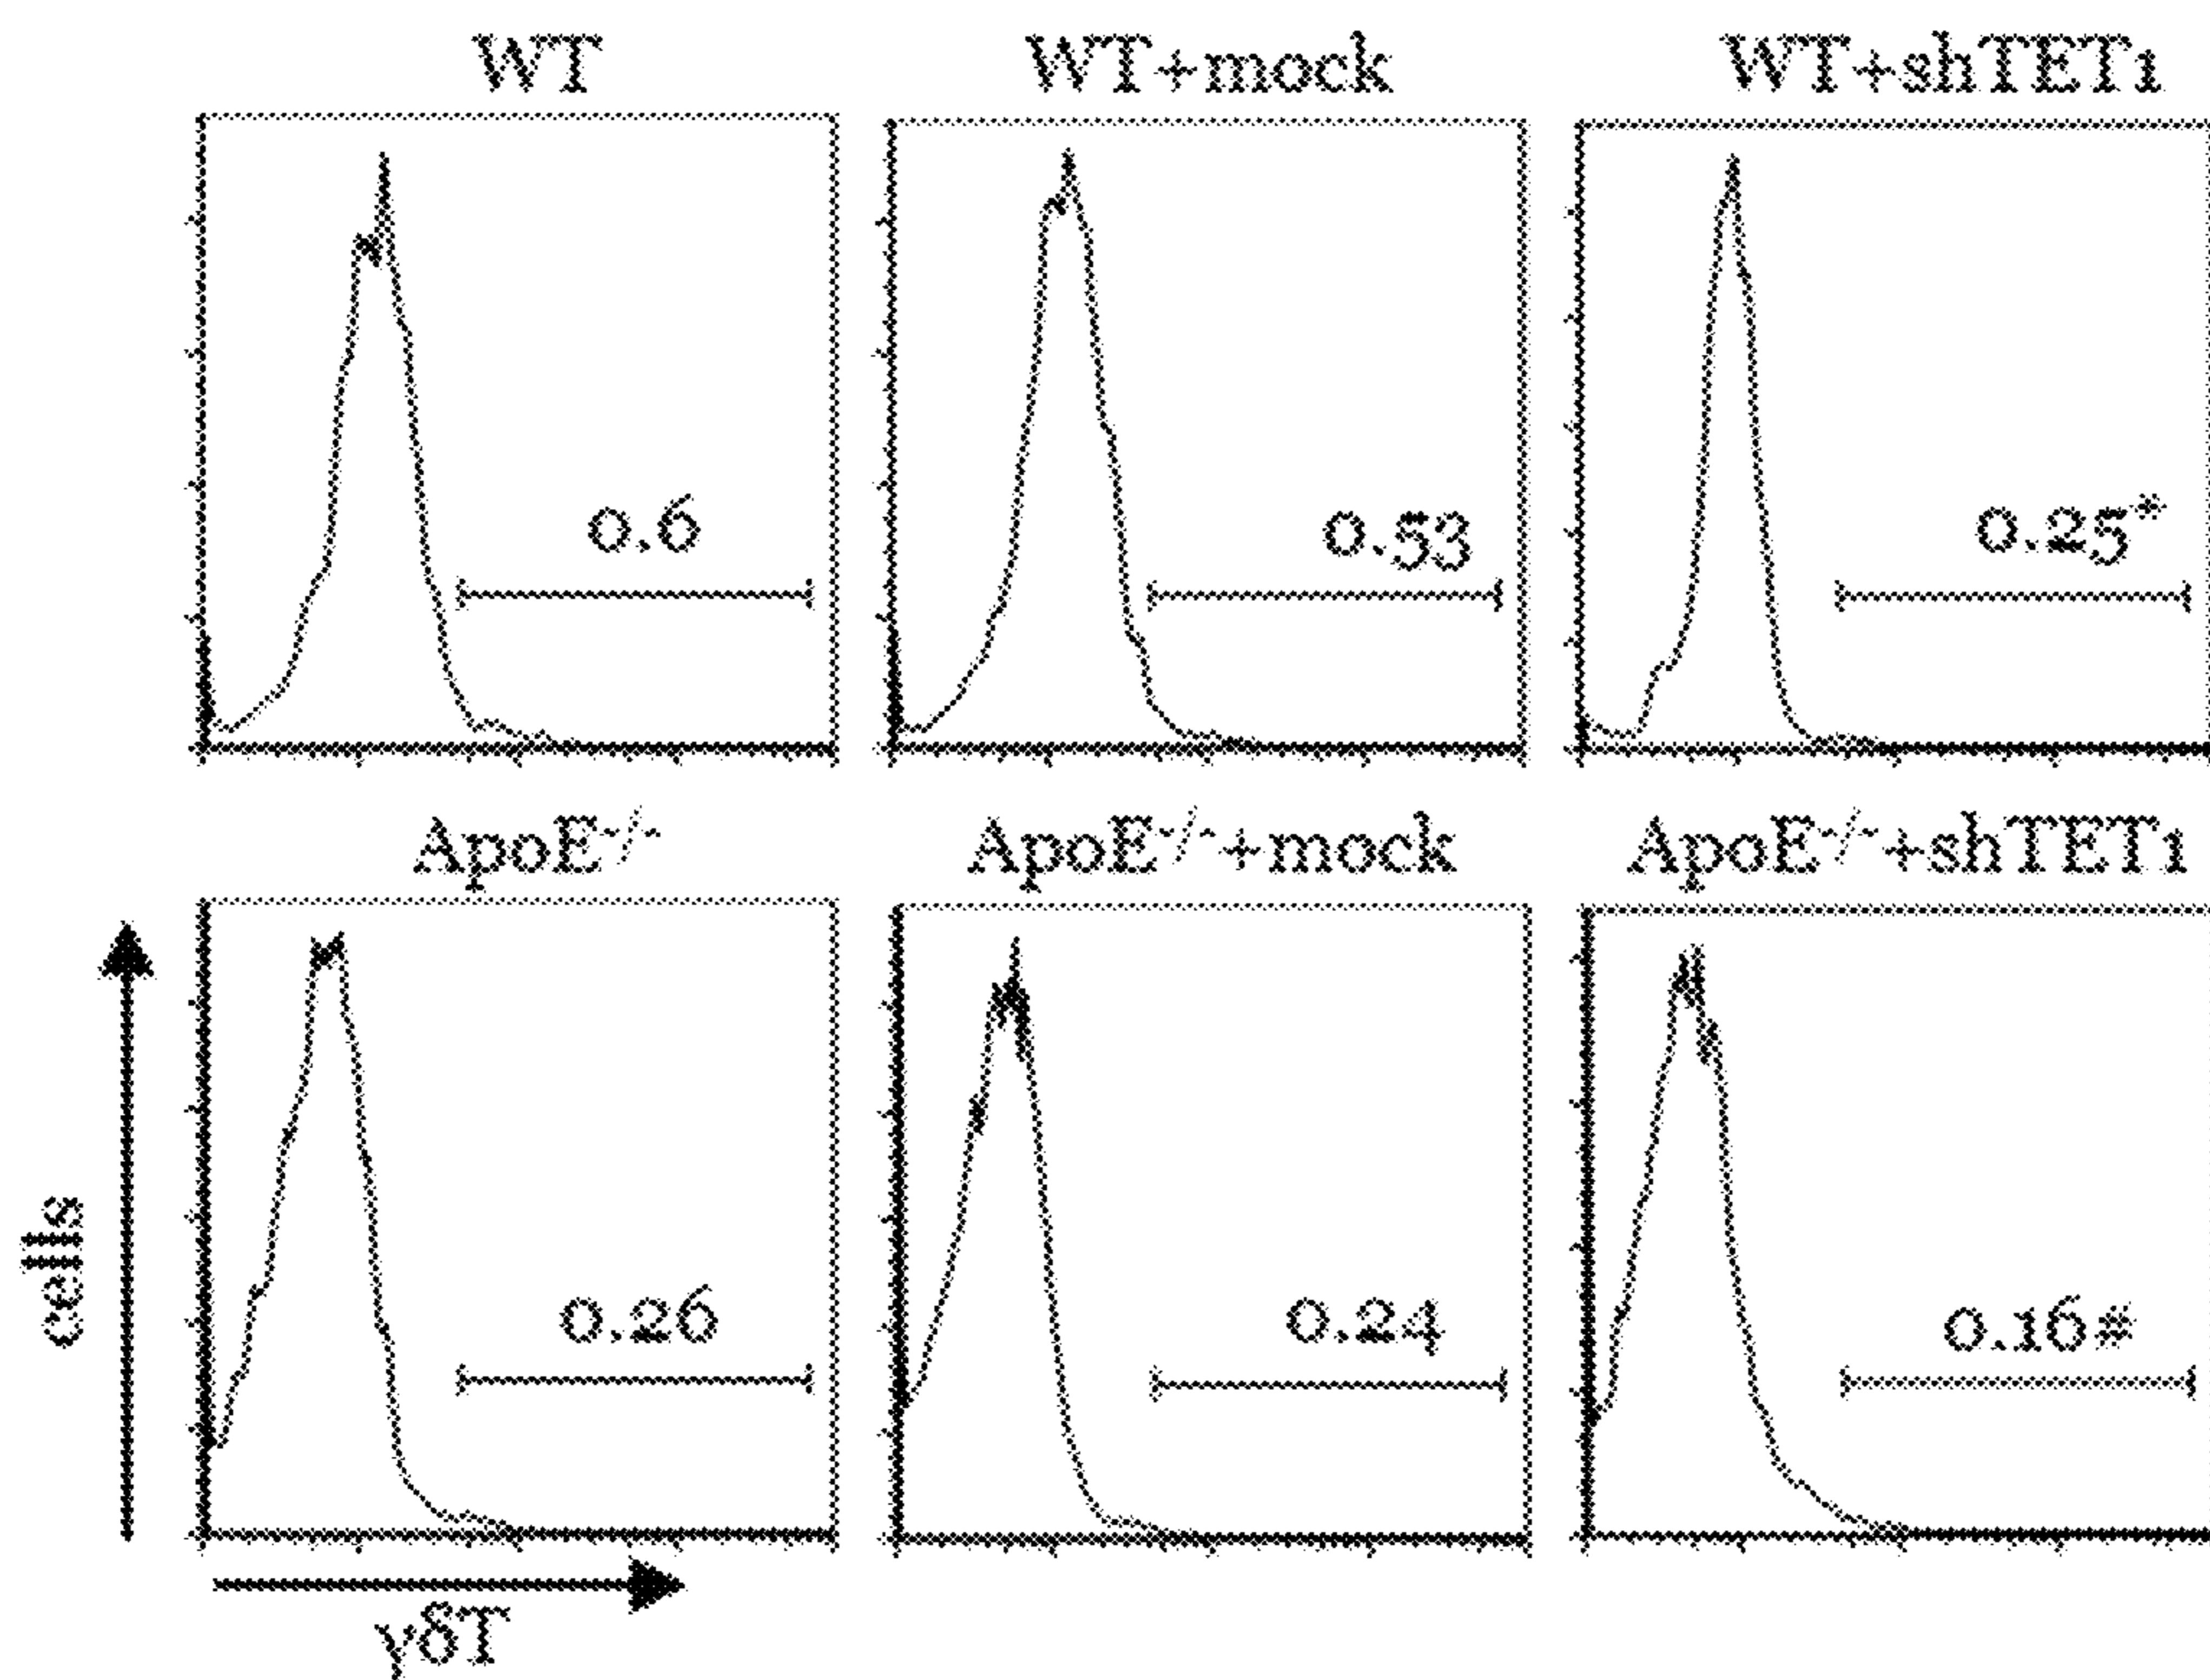 WT WT+mock WT+shTET1
0.6 0.53 0.25*
ApoE-/- ApoE-/-+mock ApoE-/-+shTET1
cells
0.26 0.24 0.16#
γδT